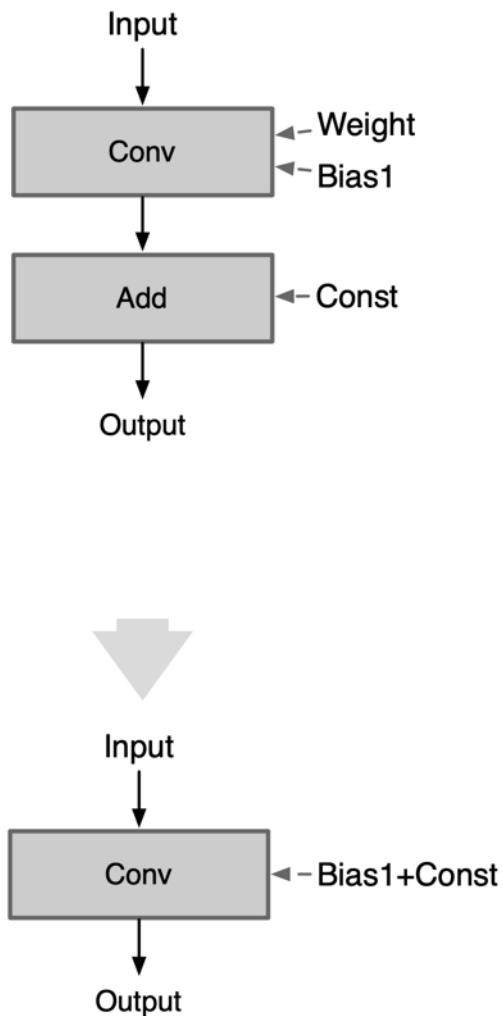 Input
Conv
Weight
Bias1
Add
Const
Output
Input
Conv
Bias1+Const
Output